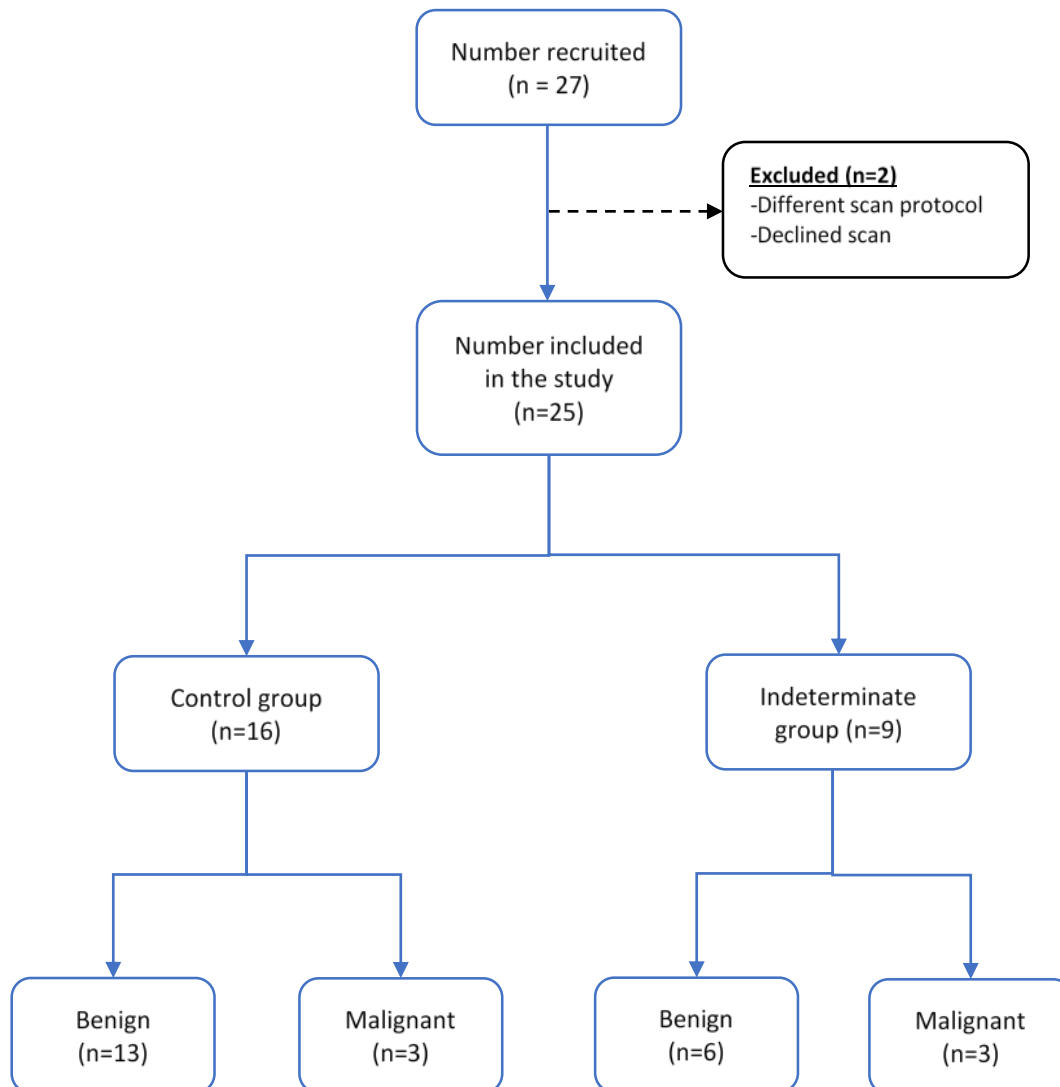 Number recruited
(n = 27)
Excluded (n=2)
-Different scan protocol
-Declined scan
Number included
in the study
(n=25)
Control group
(n=16)
Indeterminate
group (n=9)
Benign
(n=13)
Malignant
(n=3)
Benign
(n=6)
Malignant
(n=3)